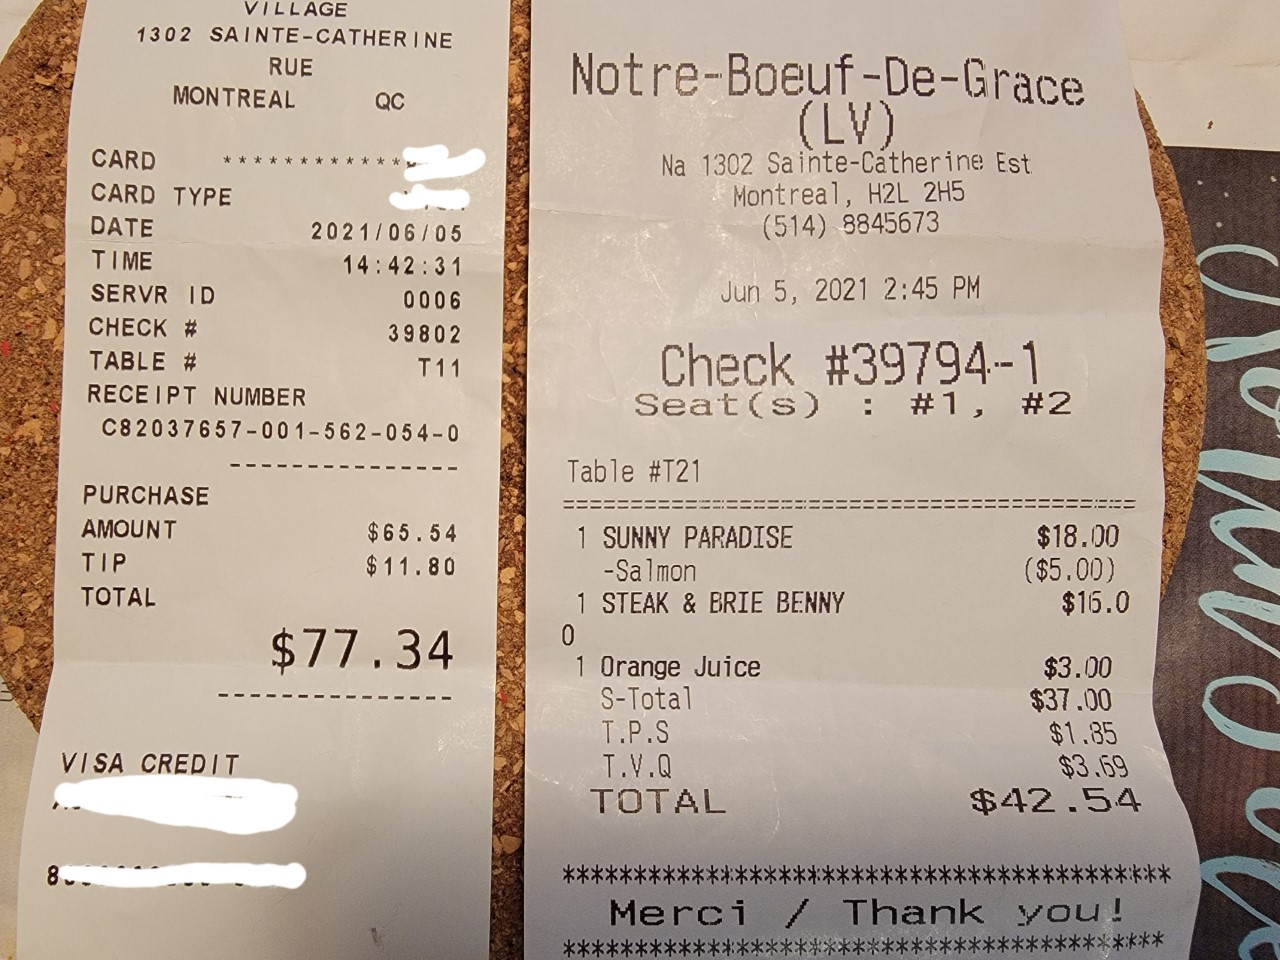 VILLAGE
1302 SAINTE-CATHERINE
RUE
MONTREAL QC
CARD ************
CARD TYPE
DATE 2021/06/05
TIME 14:42:31
SERVR ID 0006
CHECK # 39802
TABLE # T11
RECEIPT NUMBER
C82037657-001-562-054-0
---------------
PURCHASE
AMOUNT $65.54
TIP $11.80
TOTAL
$77.34
---------------
VISA CREDIT
Notre-Boeuf-De-Grace
(LV)
Na 1302 Sainte-Catherine Est
Montreal, H2L 2H5
(514) 8845673
Jun 5, 2021 2:45 PM
Check #39794-1
Seat(s) : #1, #2
Table #T21
==========================================
1 SUNNY PARADISE $18.00
-Salmon ($5.00)
1 STEAK & BRIE BENNY $16.0
0
1 Orange Juice $3.00
S-Total $37.00
T.P.S $1.85
T.V.Q $3.69
TOTAL $42.54
******************************************
Merci / Thank you!
******************************************